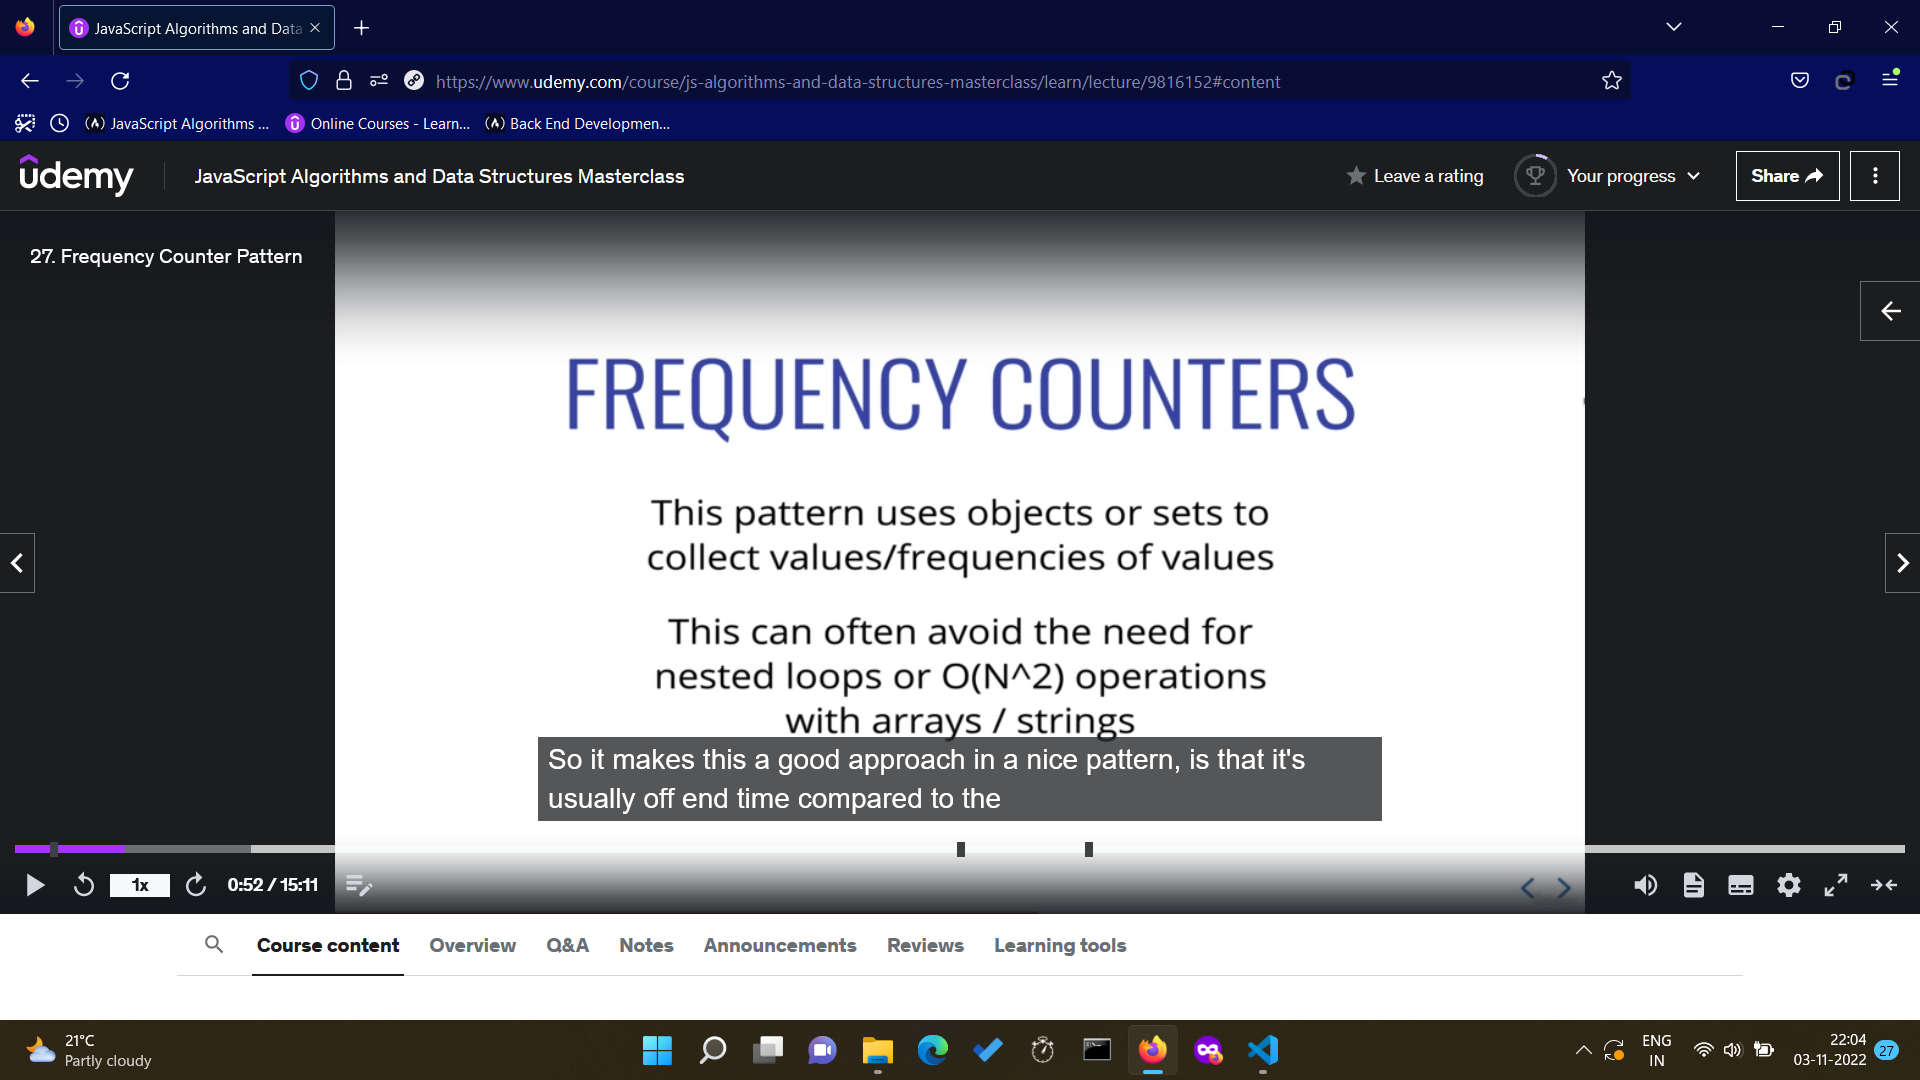 JavaScript Algorithms and Data
https://www.udemy.com/course/js-algorithms-and-data-structures-masterclass/learn/lecture/9816152#content
JavaScript Algorithms ...
Online Courses - Learn...
Back End Developmen...
udemy
JavaScript Algorithms and Data Structures Masterclass
Leave a rating
Your progress
Share
27. Frequency Counter Pattern
FREQUENCY COUNTERS
This pattern uses objects or sets to
collect values/frequencies of values
This can often avoid the need for
nested loops or O(N^2) operations
with arrays / strings
So it makes this a good approach in a nice pattern, is that it's
usually off end time compared to the
1x
0:52 / 15:11
Course content
Overview
Q&A
Notes
Announcements
Reviews
Learning tools
21°C
Partly cloudy
ENG
IN
22:04
03-11-2022
27